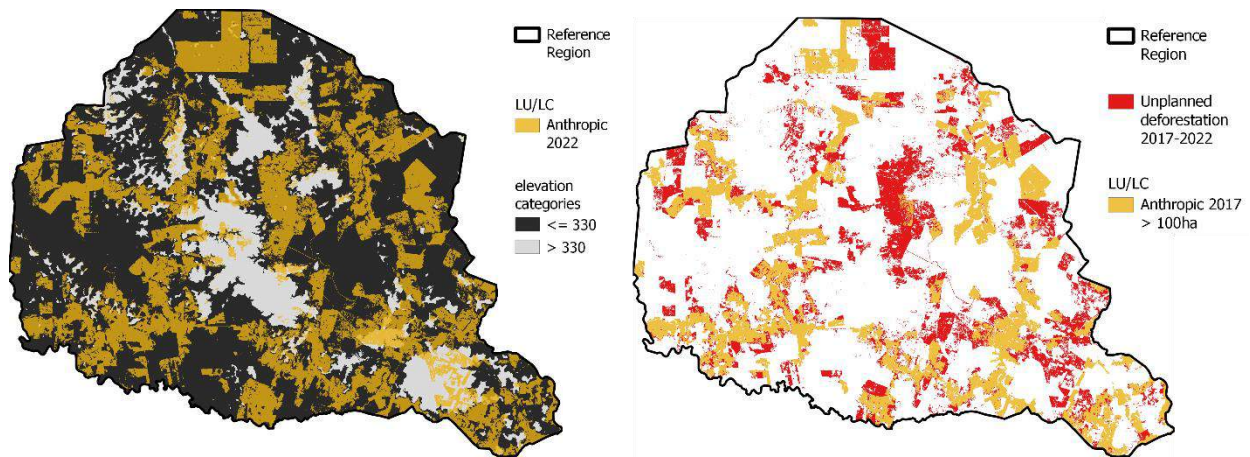 Reference
Region
LU/LC
Anthropic
2022
elevation
categories
<= 330
> 330
Reference
Region
Unplanned
deforestation
2017-2022
LU/LC
Anthropic 2017
> 100ha